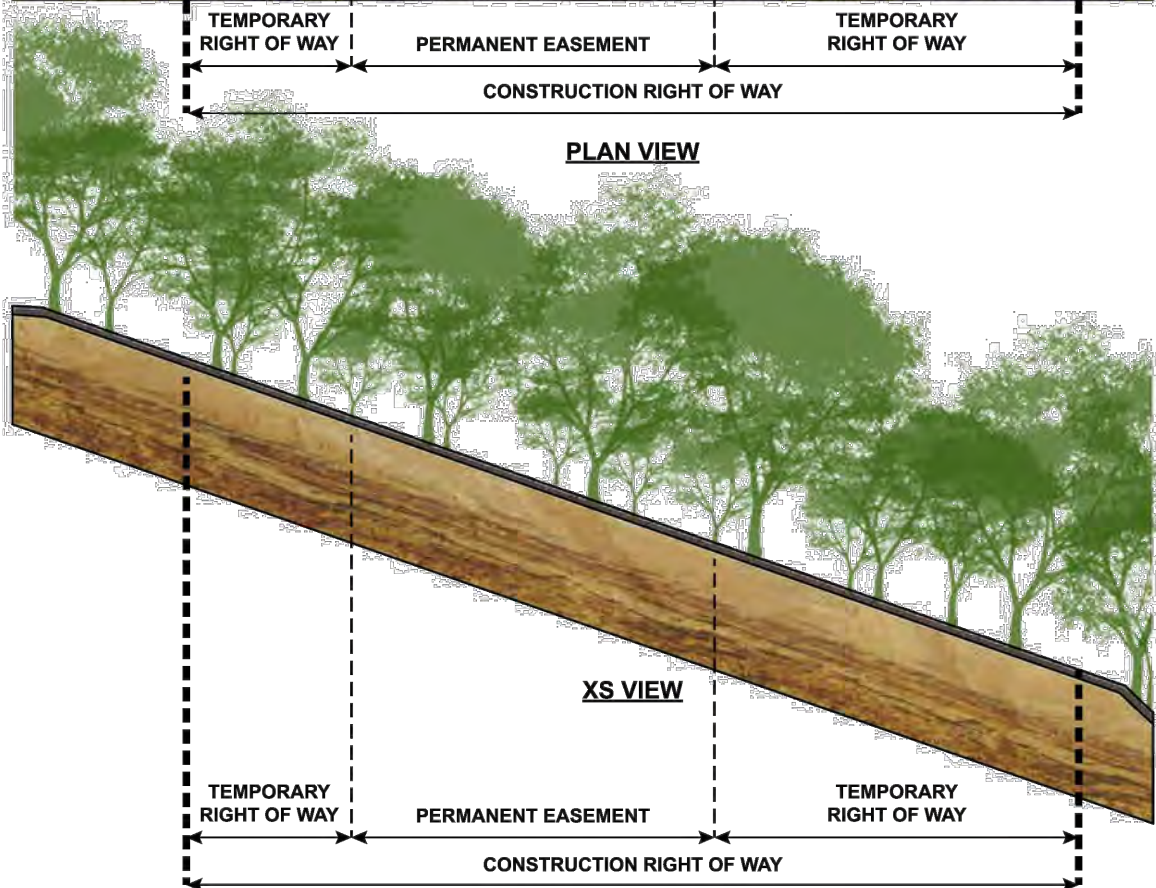 TEMPORARY
RIGHT OF WAY
PERMANENT EASEMENT
TEMPORARY
RIGHT OF WAY
CONSTRUCTION RIGHT OF WAY
PLAN VIEW
XS VIEW
TEMPORARY
RIGHT OF WAY
PERMANENT EASEMENT
TEMPORARY
RIGHT OF WAY
CONSTRUCTION RIGHT OF WAY